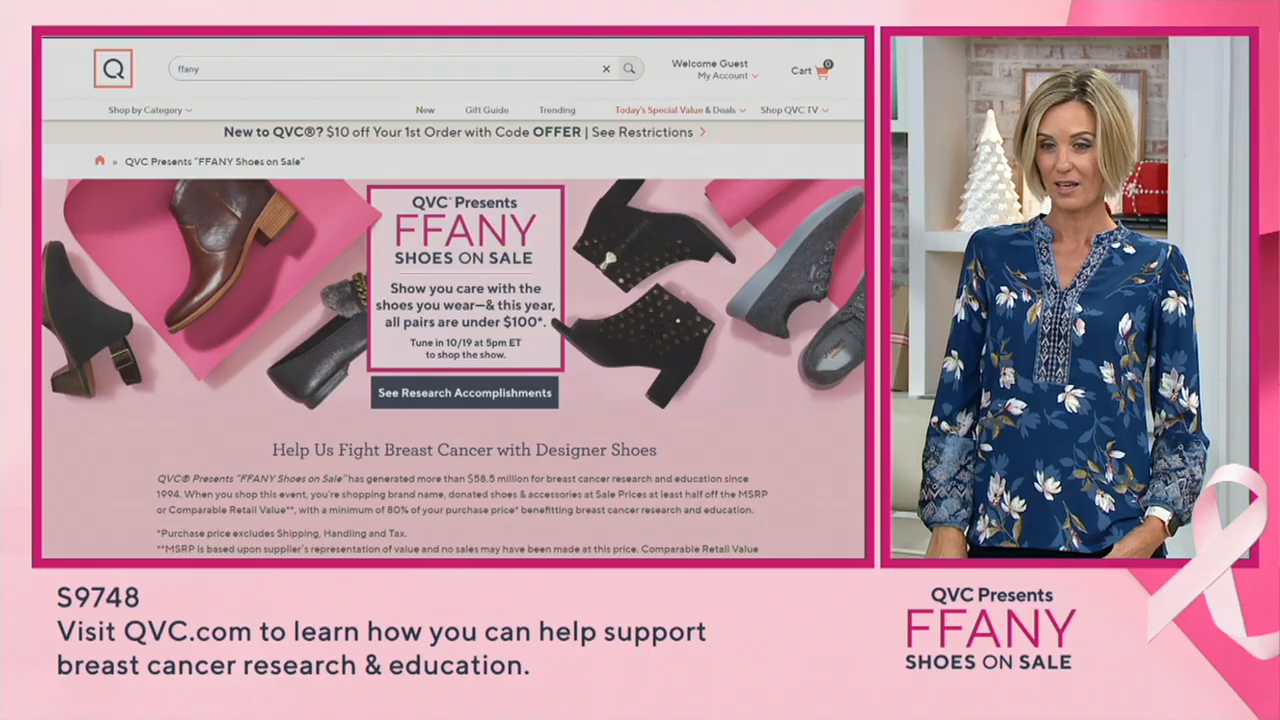 Q
ffany
Welcome Guest
My Account
Cart
0
Shop by Category
New
Gift Guide
Trending
Today's Special Value & Deals
Shop QVC TV
New to QVC®? $10 off Your 1st Order with Code OFFER | See Restrictions
» QVC Presents "FFANY Shoes on Sale"
QVC® Presents
FFANY
SHOES ON SALE
Show you care with the
shoes you wear—& this year,
all pairs are under $100*.
Tune in 10/19 at 5pm ET
to shop the show.
See Research Accomplishments
Help Us Fight Breast Cancer with Designer Shoes
QVC® Presents "FFANY Shoes on Sale" has generated more than $58.5 million for breast cancer research and education since
1994. When you shop this event, you're shopping brand name, donated shoes & accessories at Sale Prices at least half off the MSRP
or Comparable Retail Value**, with a minimum of 80% of your purchase price* benefitting breast cancer research and education.
*Purchase price excludes Shipping, Handling and Tax.
**MSRP is based upon supplier's representation of value and no sales may have been made at this price. Comparable Retail Value
S9748
Visit QVC.com to learn how you can help support
breast cancer research & education.
QVC Presents
FFANY
SHOES ON SALE